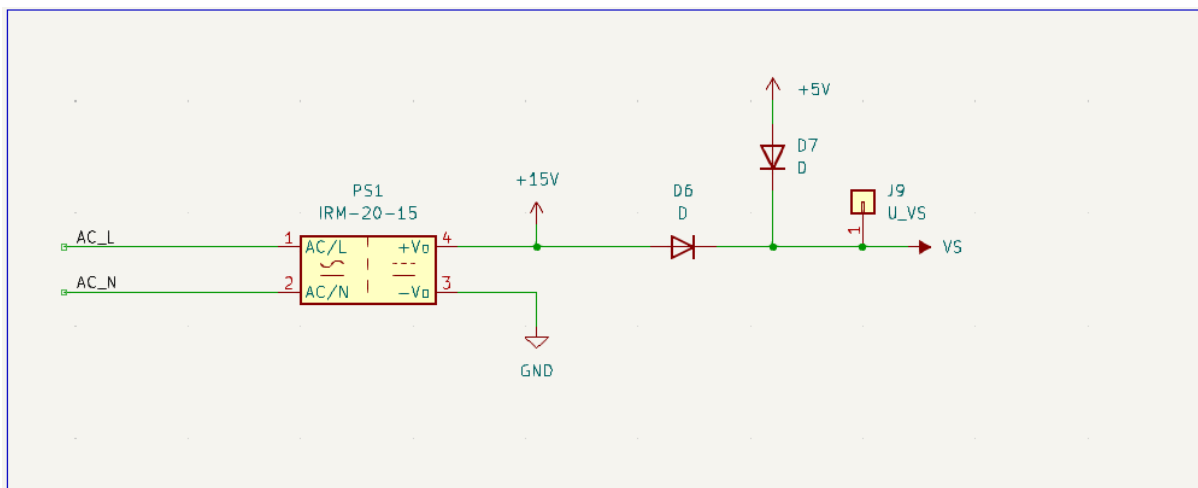 +5V
D7
D
+15V
PS1
IRM-20-15
D6
D
J9
U_VS
1
AC_L
1
AC/L
+Vo
4
VS
AC_N
2
AC/N
-Vo
3
GND